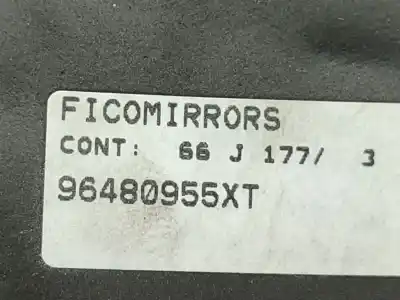 FICOMIRRORS
CONT: 66 J 177/ 3
96480955XT